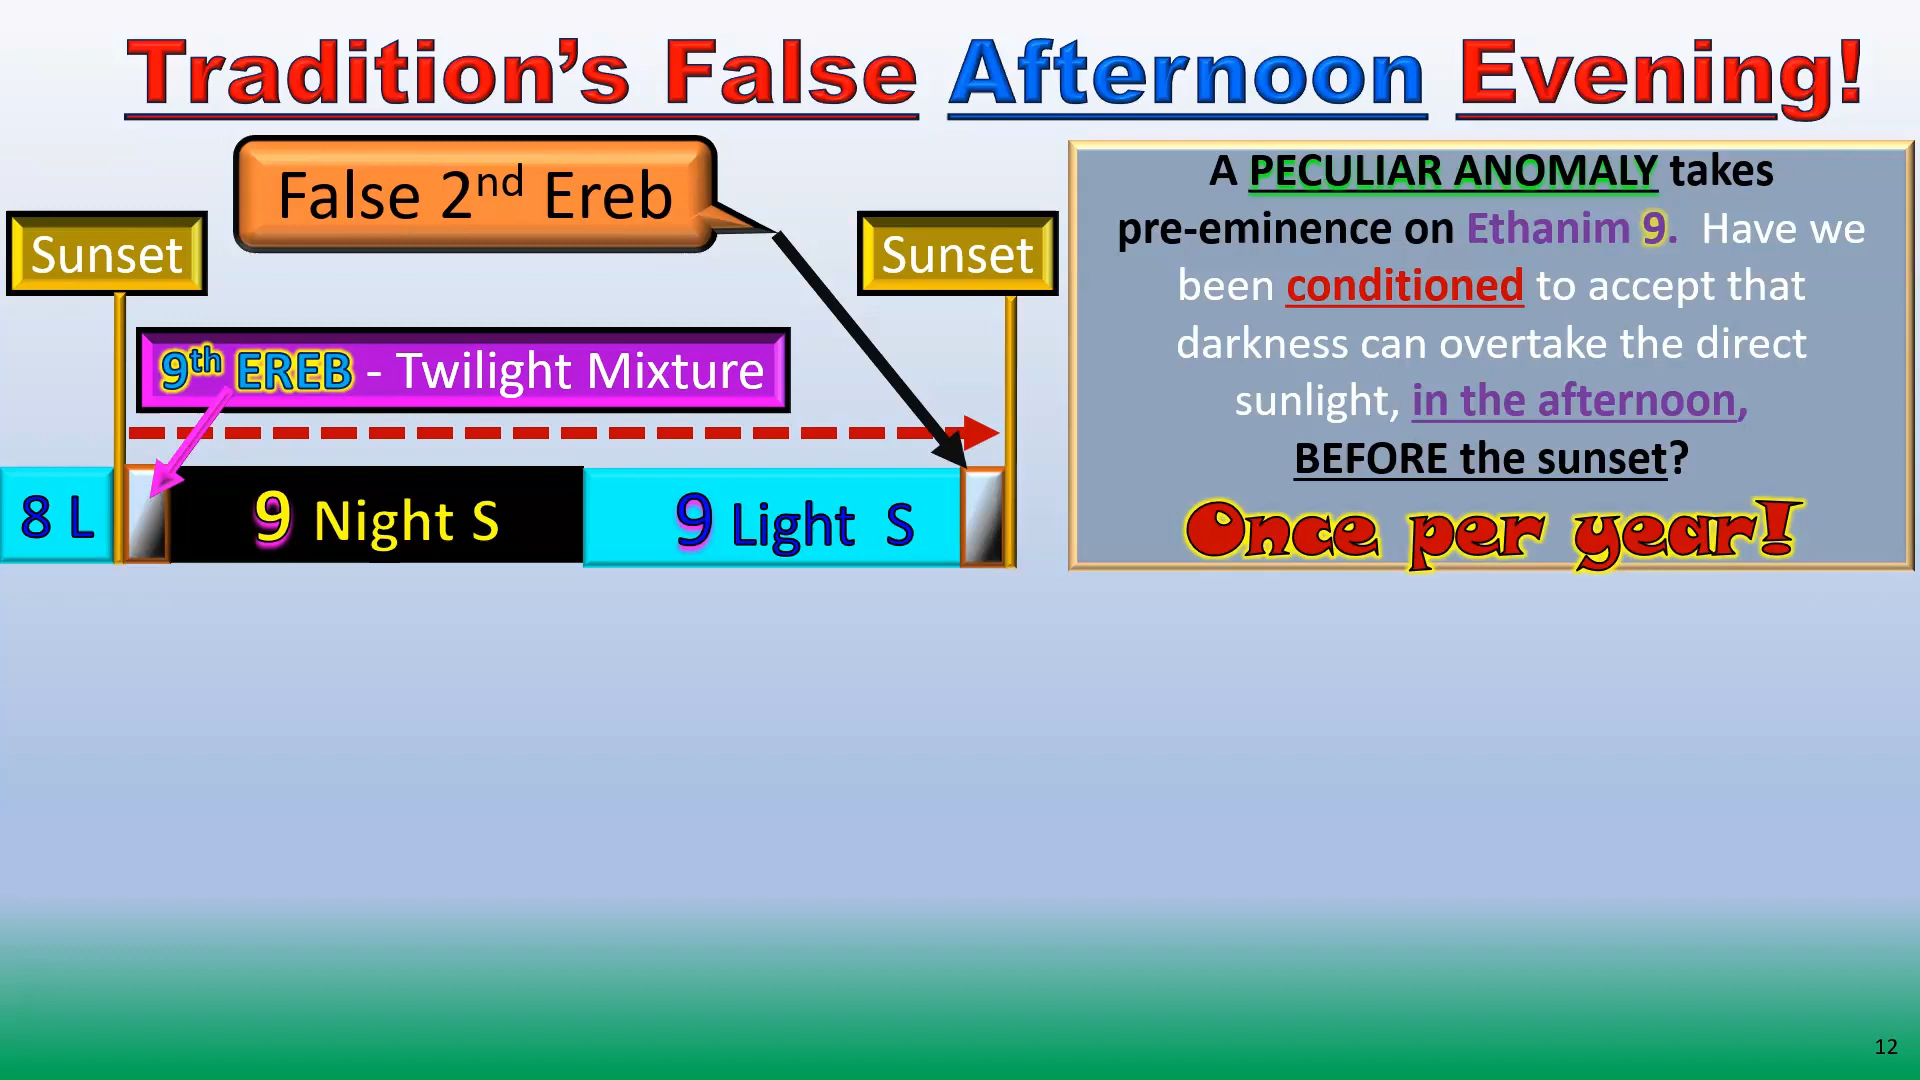 Tradition’s False Afternoon Evening!
False 2nd Ereb
Sunset
Sunset
9th EREB - Twilight Mixture
8 L
9 Night S
9 Light S
A PECULIAR ANOMALY takes
pre-eminence on Ethanim 9. Have we
been conditioned to accept that
darkness can overtake the direct
sunlight, in the afternoon,
BEFORE the sunset?
Once per year!
12